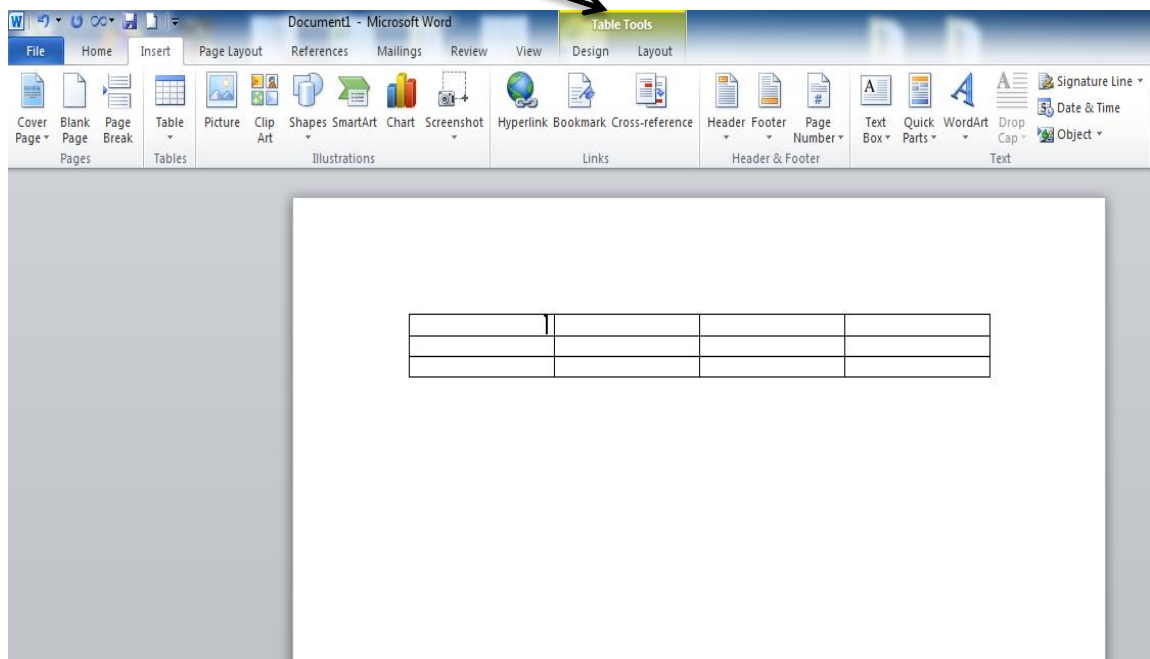 Document1 - Microsoft Word
Table Tools
File Home Insert Page Layout References Mailings Review View Design Layout
Cover Page
Blank Page
Page Break
Table
Picture
Clip Art
Shapes
SmartArt
Chart
Screenshot
Hyperlink
Bookmark
Cross-reference
Header
Footer
Page Number
Text Box
Quick Parts
WordArt
Drop Cap
Signature Line
Date & Time
Object
Pages Tables Illustrations Links Header & Footer Text